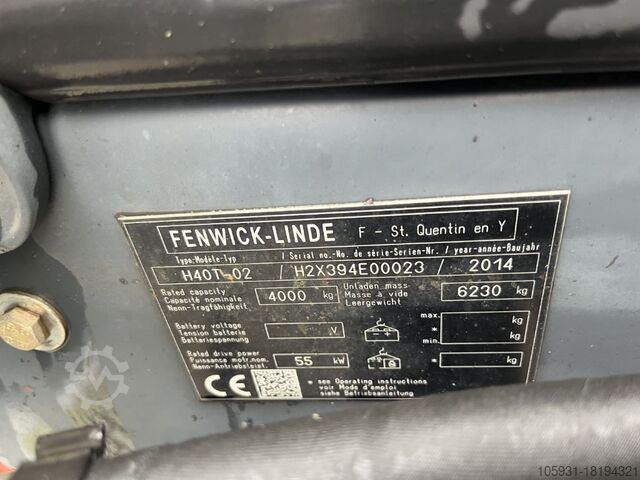 FENWICK-LINDE F - St. Quentin en Y
Type-Modèle-Typ / Serial no.-No. de série-Serien-Nr. / year-année-Baujahr
H40T-02 / H2X394E00023 / 2014
Rated capacity
Capacité nominale
Nenn-Tragfähigkeit
4000 kg
Unladen mass
Masse à vide
Leergewicht
6230 kg
Battery voltage
Tension batterie
Batteriespannung
V
max.
*
min.
kg
kg
Rated drive power
Puissance motr.nom.
Nenn-Antriebsleist.
55 kW
* kg
CE
* see Operating instructions
voir Mode d'emploi
siehe Betriebsanleitung
105931-18194321